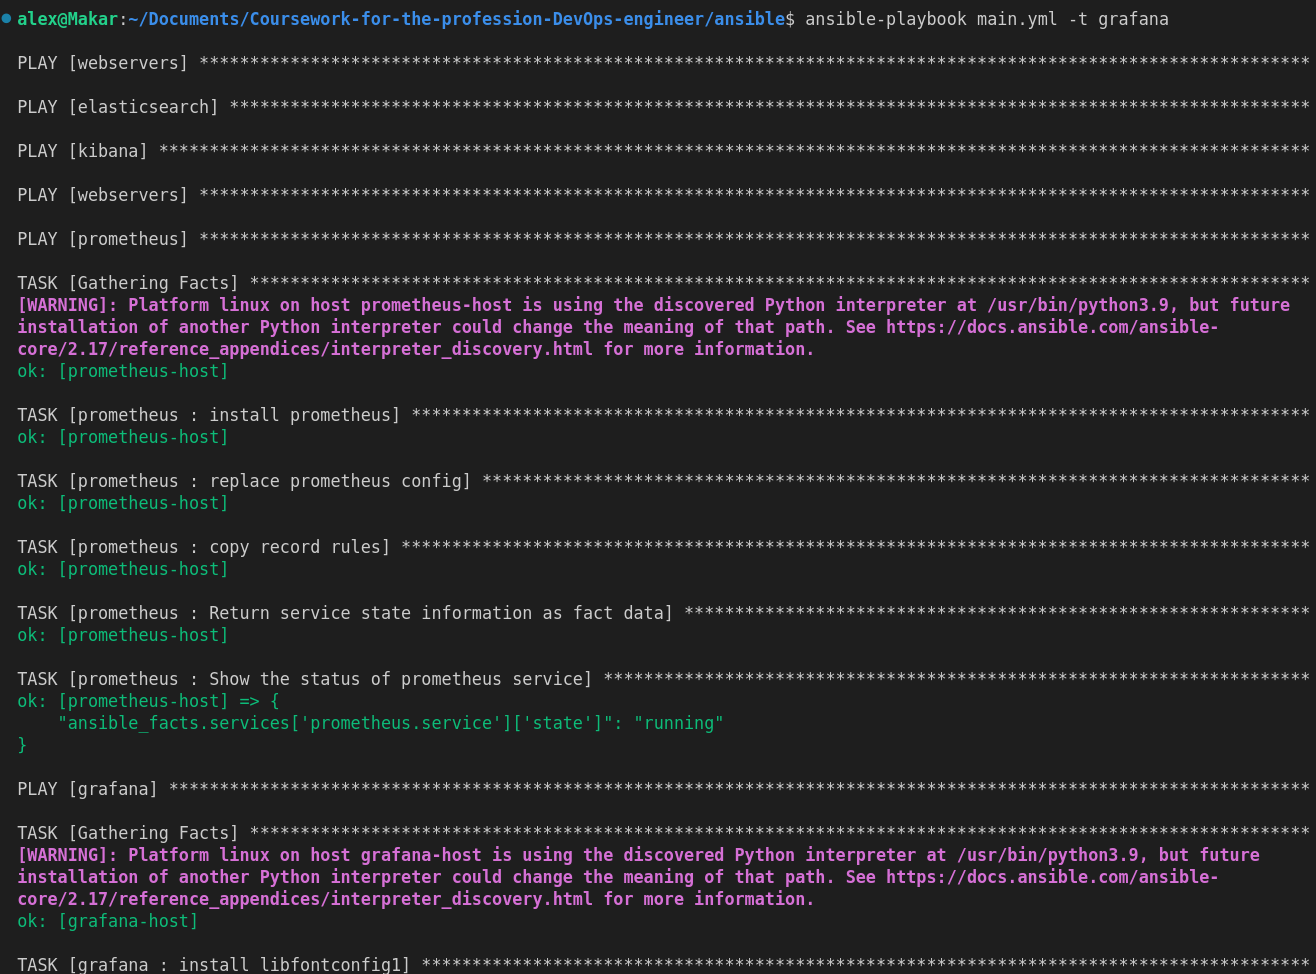 alex@Makar:~/Documents/Coursework-for-the-profession-DevOps-engineer/ansible$ ansible-playbook main.yml -t grafana
PLAY [webservers] **************************************************************************************************************
PLAY [elasticsearch] ***********************************************************************************************************
PLAY [kibana] ******************************************************************************************************************
PLAY [webservers] **************************************************************************************************************
PLAY [prometheus] **************************************************************************************************************
TASK [Gathering Facts] *********************************************************************************************************
[WARNING]: Platform linux on host prometheus-host is using the discovered Python interpreter at /usr/bin/python3.9, but future
installation of another Python interpreter could change the meaning of that path. See https://docs.ansible.com/ansible-
core/2.17/reference_appendices/interpreter_discovery.html for more information.
ok: [prometheus-host]
TASK [prometheus : install prometheus] *****************************************************************************************
ok: [prometheus-host]
TASK [prometheus : replace prometheus config] **********************************************************************************
ok: [prometheus-host]
TASK [prometheus : copy record rules] ******************************************************************************************
ok: [prometheus-host]
TASK [prometheus : Return service state information as fact data] **************************************************************
ok: [prometheus-host]
TASK [prometheus : Show the status of prometheus service] **********************************************************************
ok: [prometheus-host] => {
    "ansible_facts.services['prometheus.service']['state']": "running"
}
PLAY [grafana] *****************************************************************************************************************
TASK [Gathering Facts] *********************************************************************************************************
[WARNING]: Platform linux on host grafana-host is using the discovered Python interpreter at /usr/bin/python3.9, but future
installation of another Python interpreter could change the meaning of that path. See https://docs.ansible.com/ansible-
core/2.17/reference_appendices/interpreter_discovery.html for more information.
ok: [grafana-host]
TASK [grafana : install libfontconfig1] ****************************************************************************************